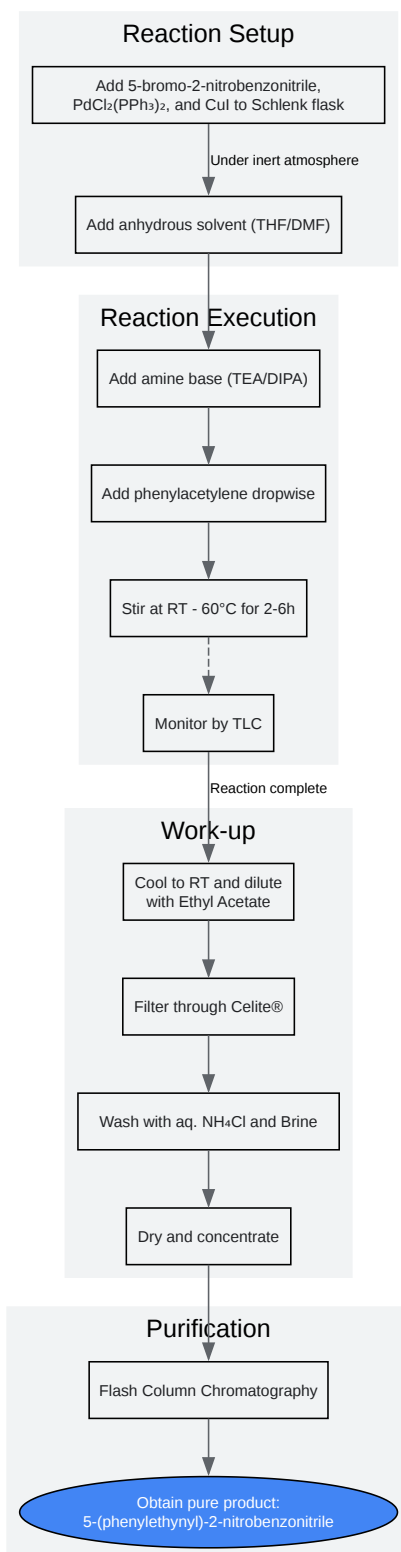 Reaction Setup
Add 5-bromo-2-nitrobenzonitrile,
PdCl₂(PPh₃)₂, and CuI to Schlenk flask
Under inert atmosphere
Add anhydrous solvent (THF/DMF)
Reaction Execution
Add amine base (TEA/DIPA)
Add phenylacetylene dropwise
Stir at RT - 60°C for 2-6h
Monitor by TLC
Reaction complete
Work-up
Cool to RT and dilute
with Ethyl Acetate
Filter through Celite®
Wash with aq. NH₄Cl and Brine
Dry and concentrate
Purification
Flash Column Chromatography
Obtain pure product:
5-(phenylethynyl)-2-nitrobenzonitrile